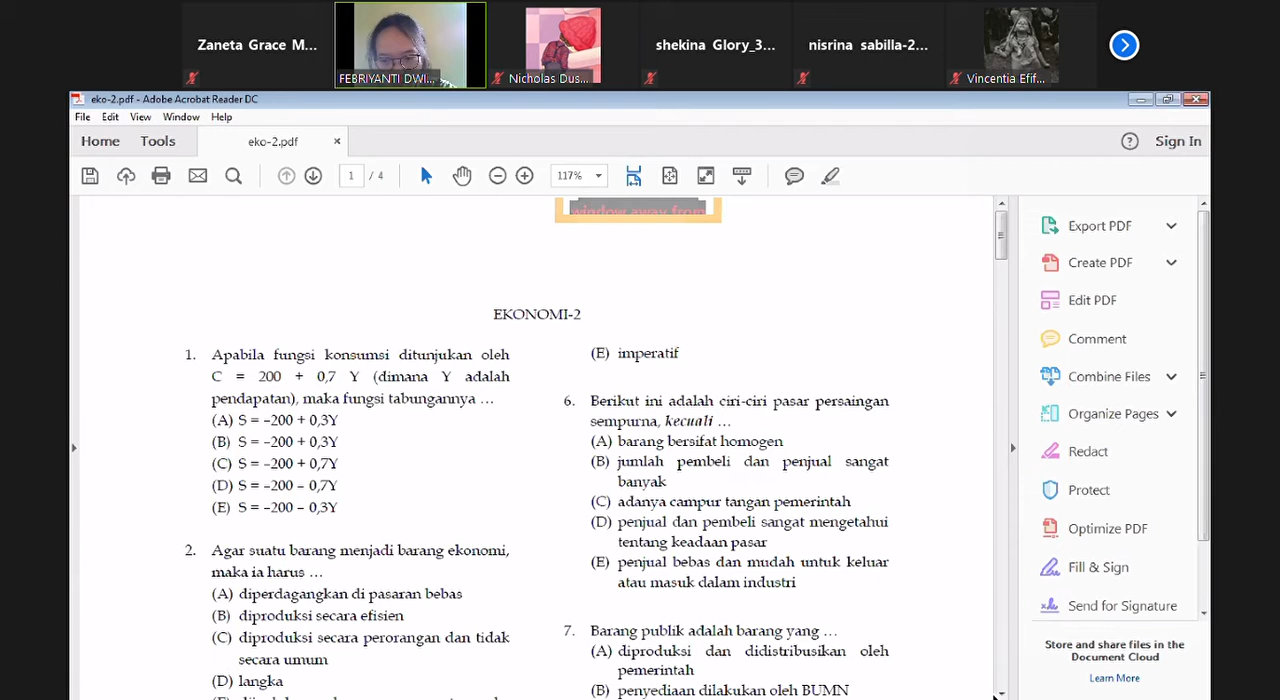 Zaneta Grace M...
FEBRIYANTI DWI...
Nicholas Dus...
shekina Glory_3...
nisrina sabilla-2...
Vincentia Efif...
eko-2.pdf - Adobe Acrobat Reader DC
File Edit View Window Help
Home Tools eko-2.pdf × ? Sign In
1 / 4 117%
window away from
EKONOMI-2
1. Apabila fungsi konsumsi ditunjukan oleh
C = 200 + 0,7 Y (dimana Y adalah
pendapatan), maka fungsi tabungannya …
(A) S = –200 + 0,3Y
(B) S = –200 + 0,3Y
(C) S = –200 + 0,7Y
(D) S = –200 – 0,7Y
(E) S = –200 – 0,3Y
2. Agar suatu barang menjadi barang ekonomi,
maka ia harus …
(A) diperdagangkan di pasaran bebas
(B) diproduksi secara efisien
(C) diproduksi secara perorangan dan tidak
secara umum
(D) langka
(E) imperatif
6. Berikut ini adalah ciri-ciri pasar persaingan
sempurna, kecuali …
(A) barang bersifat homogen
(B) jumlah pembeli dan penjual sangat
banyak
(C) adanya campur tangan pemerintah
(D) penjual dan pembeli sangat mengetahui
tentang keadaan pasar
(E) penjual bebas dan mudah untuk keluar
atau masuk dalam industri
7. Barang publik adalah barang yang …
(A) diproduksi dan didistribusikan oleh
pemerintah
(B) penyediaan dilakukan oleh BUMN
Export PDF
Create PDF
Edit PDF
Comment
Combine Files
Organize Pages
Redact
Protect
Optimize PDF
Fill & Sign
Send for Signature
Store and share files in the
Document Cloud
Learn More